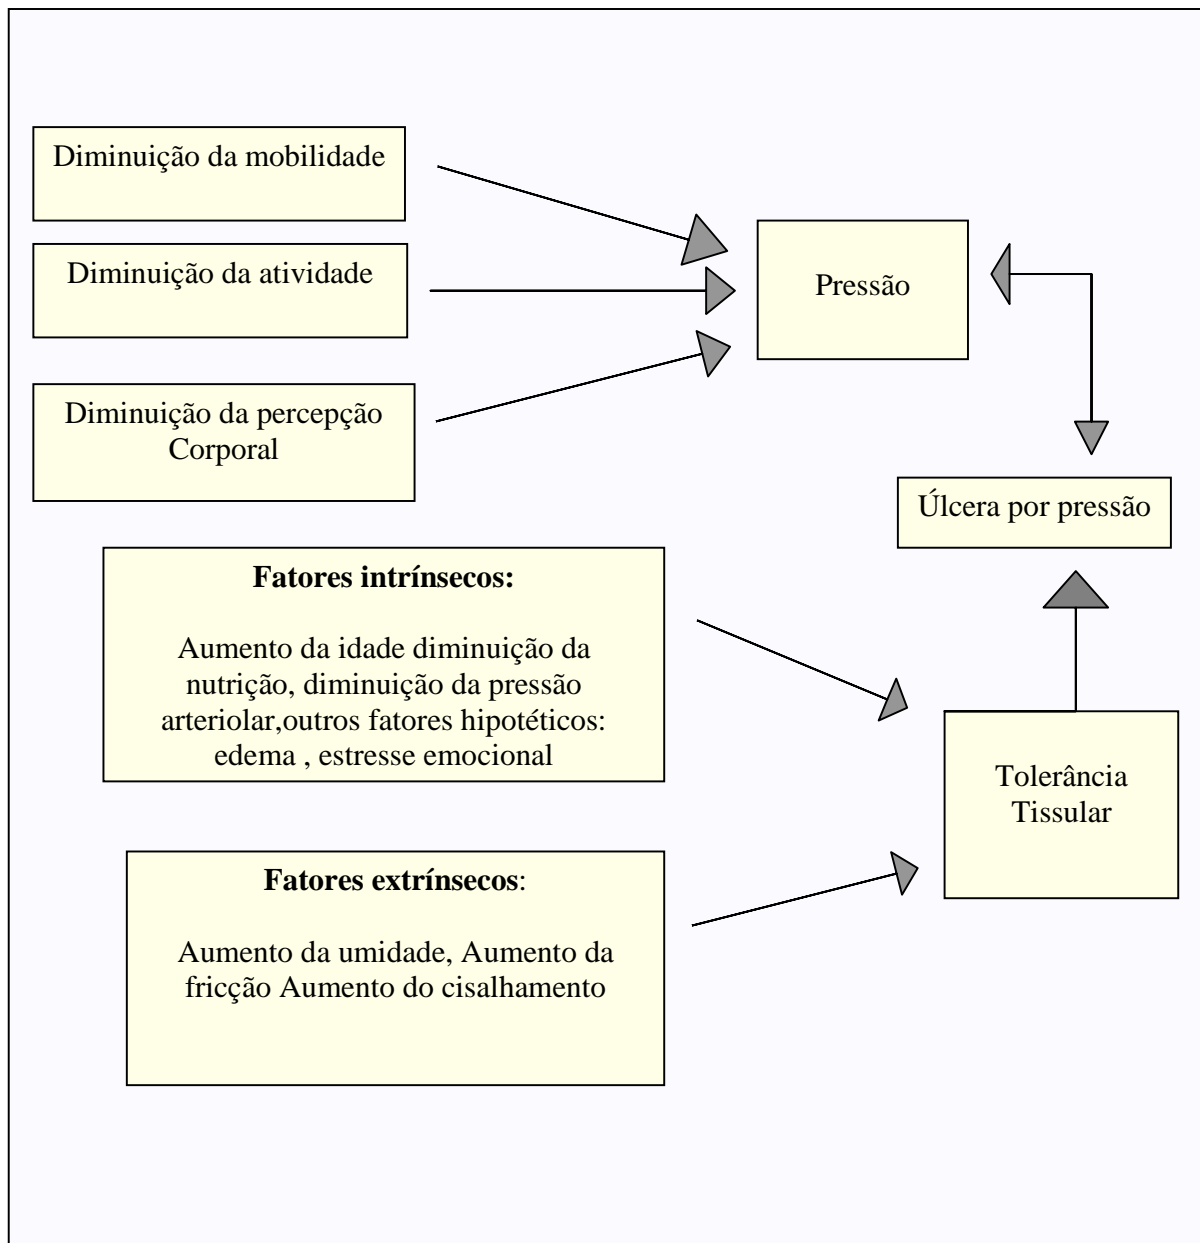 Diminuição da mobilidade
Diminuição da atividade
Diminuição da percepção
Corporal
Pressão
Úlcera por pressão
Fatores intrínsecos:
Aumento da idade diminuição da
nutrição, diminuição da pressão
arteriolar,outros fatores hipotéticos:
edema , estresse emocional
Tolerância
Tissular
Fatores extrínsecos:
Aumento da umidade, Aumento da
fricção Aumento do cisalhamento